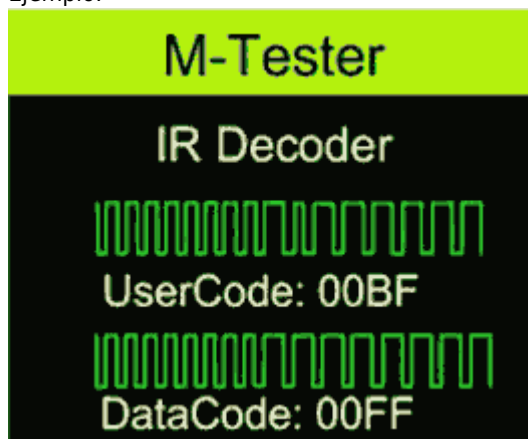 Ejemplo:
M-Tester
IR Decoder
UserCode: 00BF
DataCode: 00FF